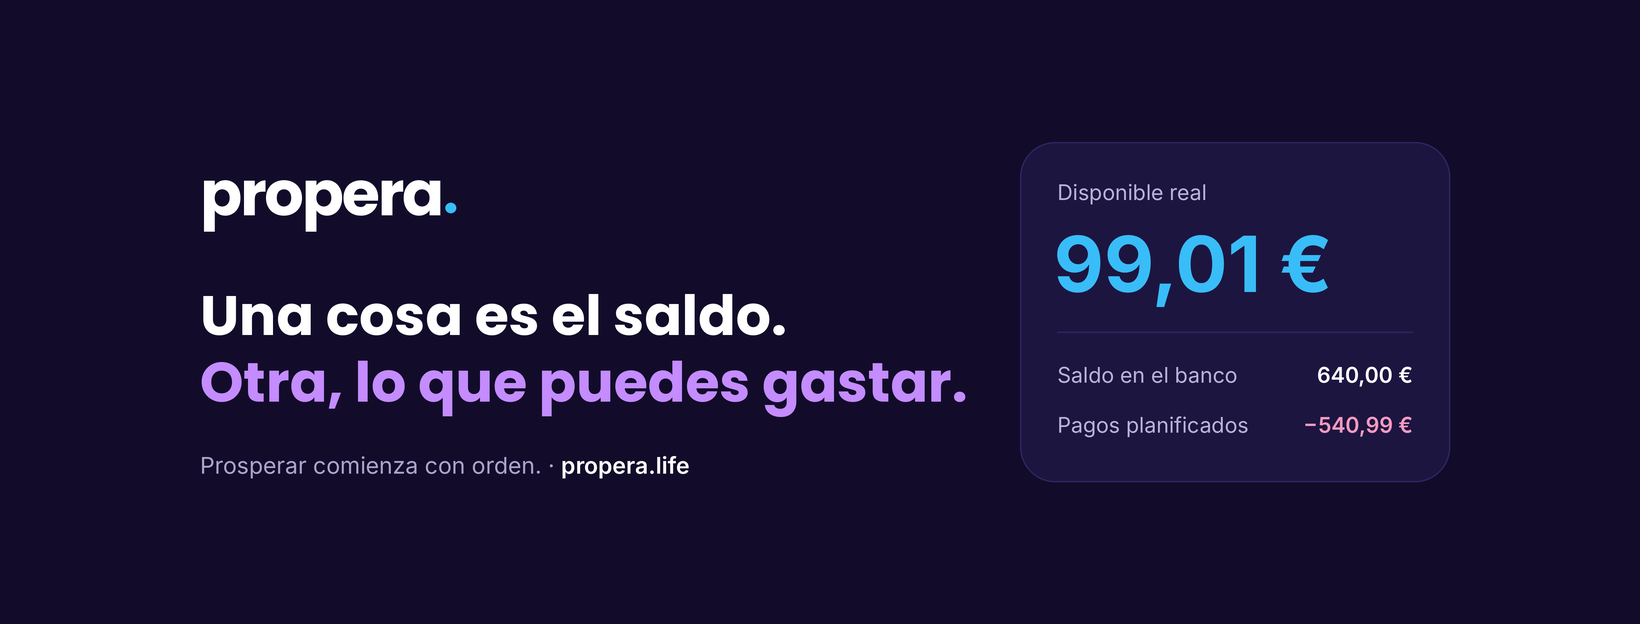 propera.
Una cosa es el saldo.
Otra, lo que puedes gastar.
Prosperar comienza con orden. · propera.life
Disponible real
99,01 €
Saldo en el banco 640,00 €
Pagos planificados −540,99 €